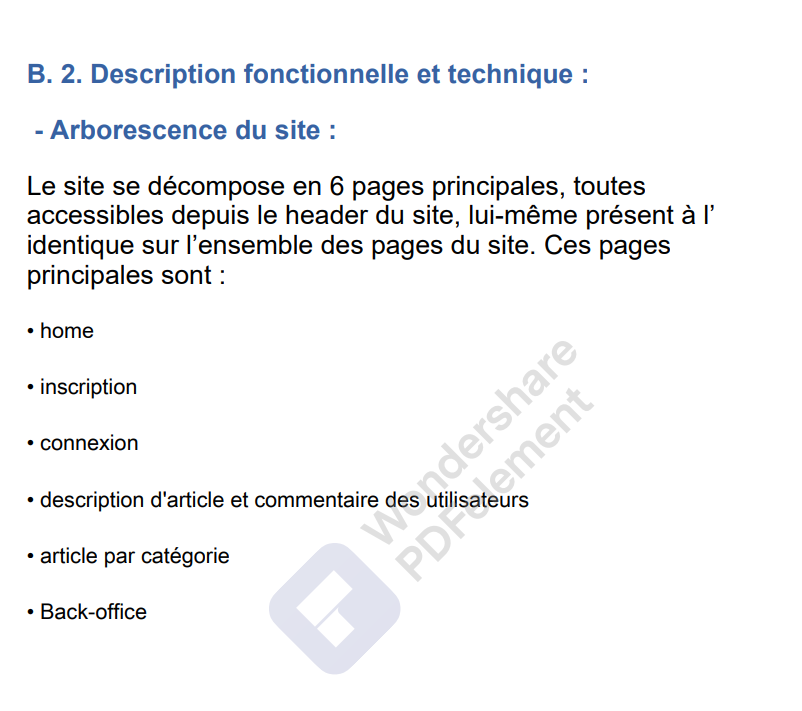 B. 2. Description fonctionnelle et technique :
- Arborescence du site :
Le site se décompose en 6 pages principales, toutes
accessibles depuis le header du site, lui-même présent à l’
identique sur l’ensemble des pages du site. Ces pages
principales sont :
• home
• inscription
• connexion
• description d'article et commentaire des utilisateurs
• article par catégorie
• Back-office
Wondershare
PDFelement